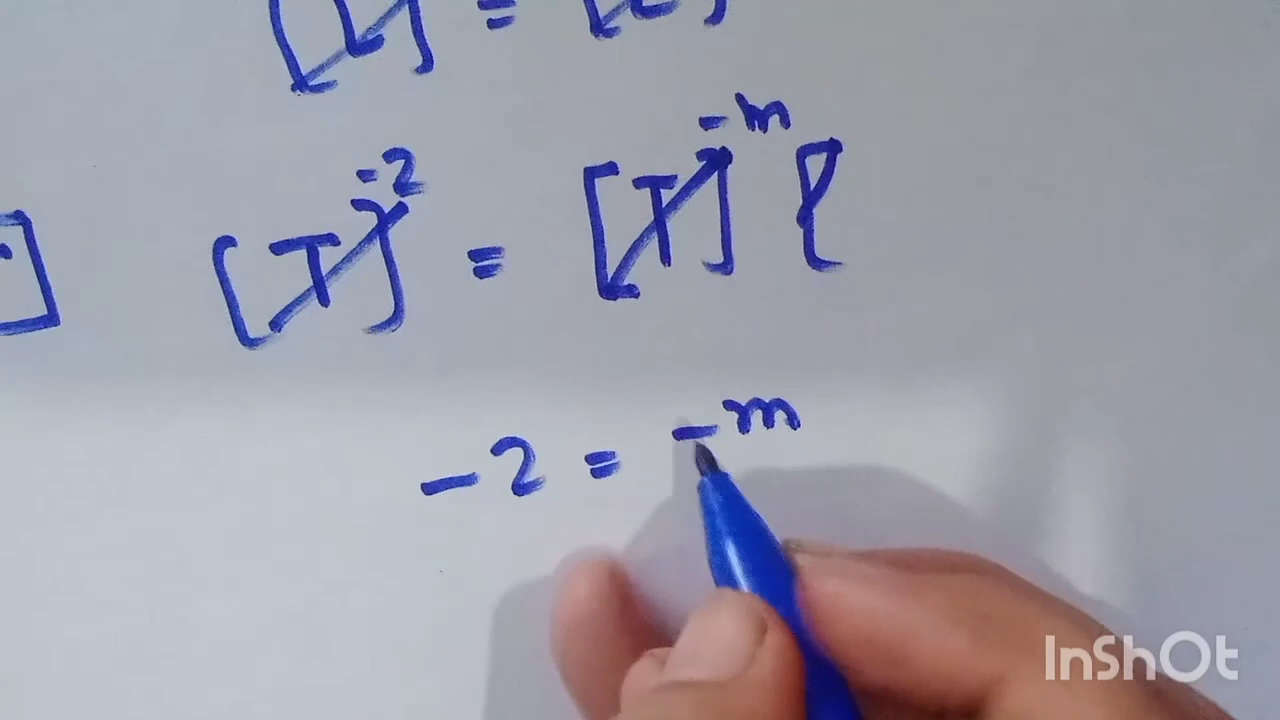 [L] = [L]
[T]⁻² = [T]⁻ᵐ {
-2 = -m
InShOt